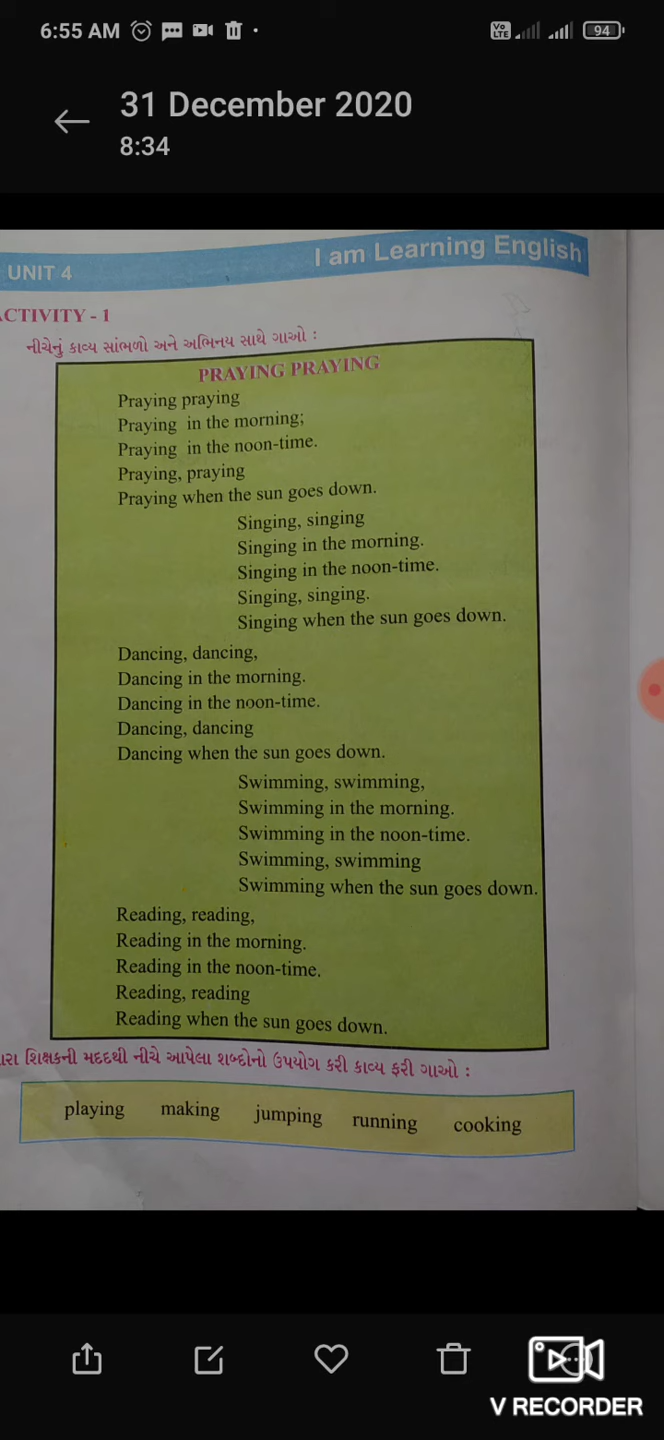 6:55 AM
Vo LTE
94
31 December 2020
8:34
UNIT 4
I am Learning English
ACTIVITY - 1
નીચેનું કાવ્ય સાંભળો અને અભિનય સાથે ગાઓ :
PRAYING PRAYING
Praying praying
Praying in the morning;
Praying in the noon-time.
Praying, praying
Praying when the sun goes down.
Singing, singing
Singing in the morning.
Singing in the noon-time.
Singing, singing.
Singing when the sun goes down.
Dancing, dancing,
Dancing in the morning.
Dancing in the noon-time.
Dancing, dancing
Dancing when the sun goes down.
Swimming, swimming,
Swimming in the morning.
Swimming in the noon-time.
Swimming, swimming
Swimming when the sun goes down.
Reading, reading,
Reading in the morning.
Reading in the noon-time.
Reading, reading
Reading when the sun goes down.
શિક્ષકની મદદથી નીચે આપેલા શબ્દોનો ઉપયોગ કરી કાવ્ય ફરી ગાઓ :
playing making jumping running cooking
V RECORDER